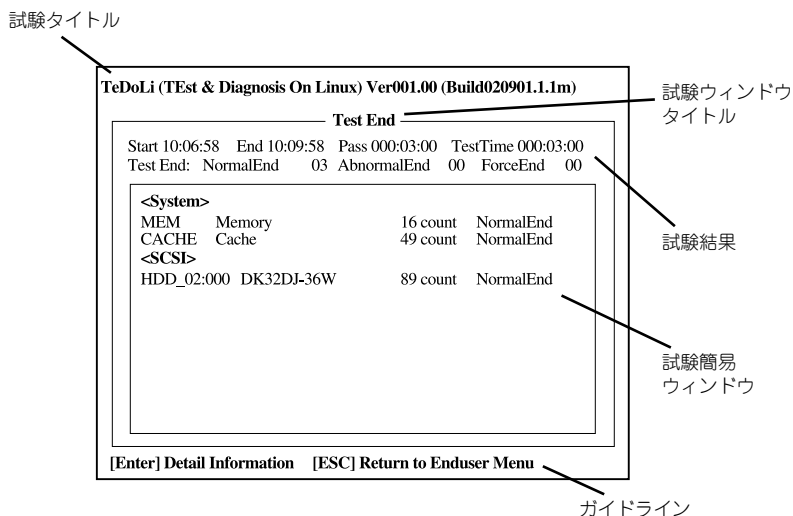 試験タイトル
TeDoLi (TEst & Diagnosis On Linux) Ver001.00 (Build020901.1.1m)
試験ウィンドウ
タイトル
Test End
Start 10:06:58 End 10:09:58 Pass 000:03:00 TestTime 000:03:00
Test End: NormalEnd 03 AbnormalEnd 00 ForceEnd 00
試験結果
<System>
MEM Memory 16 count NormalEnd
CACHE Cache 49 count NormalEnd
<SCSI>
HDD_02:000 DK32DJ-36W 89 count NormalEnd
試験簡易
ウィンドウ
[Enter] Detail Information [ESC] Return to Enduser Menu
ガイドライン